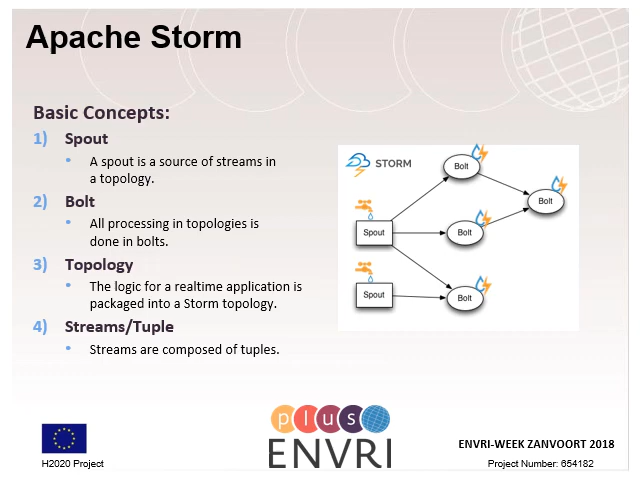 Apache Storm
Basic Concepts:
1) Spout
• A spout is a source of streams in
a topology.
2) Bolt
• All processing in topologies is
done in bolts.
3) Topology
• The logic for a realtime application is
packaged into a Storm topology.
4) Streams/Tuple
• Streams are composed of tuples.
STORM
Bolt
Bolt
Spout
Bolt
Spout
Bolt
plus
ENVRI
H2020 Project
ENVRI-WEEK ZANVOORT 2018
Project Number: 654182